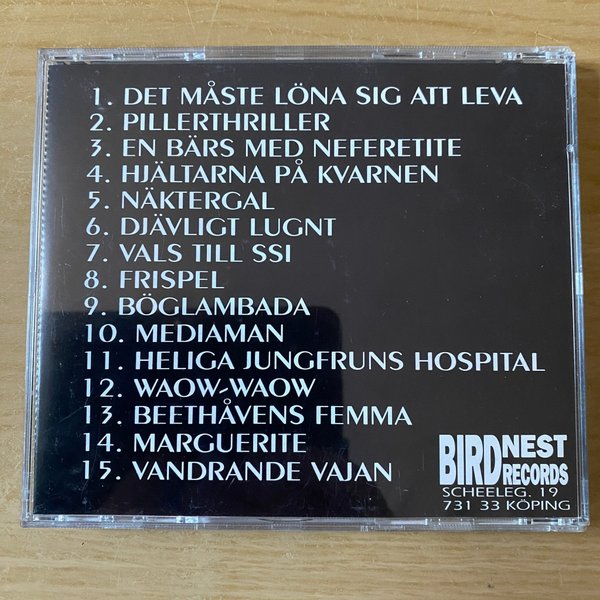 1. DET MÅSTE LÖNA SIG ATT LEVA
2. PILLERTHRILLER
3. EN BÄRS MED NEFERETITE
4. HJÄLTARNA PÅ KVARNEN
5. NÄKTERGAL
6. DJÄVLIGT LUGNT
7. VALS TILL SSI
8. FRISPEL
9. BÖGLAMBADA
10. MEDIAMAN
11. HELIGA JUNGFRUNS HOSPITAL
12. WAOW-WAOW
13. BEETHÅVENS FEMMA
14. MARGUERITE
15. VANDRANDE VAJAN
BIRDNEST RECORDS
SCHEELEG. 19
731 33 KÖPING